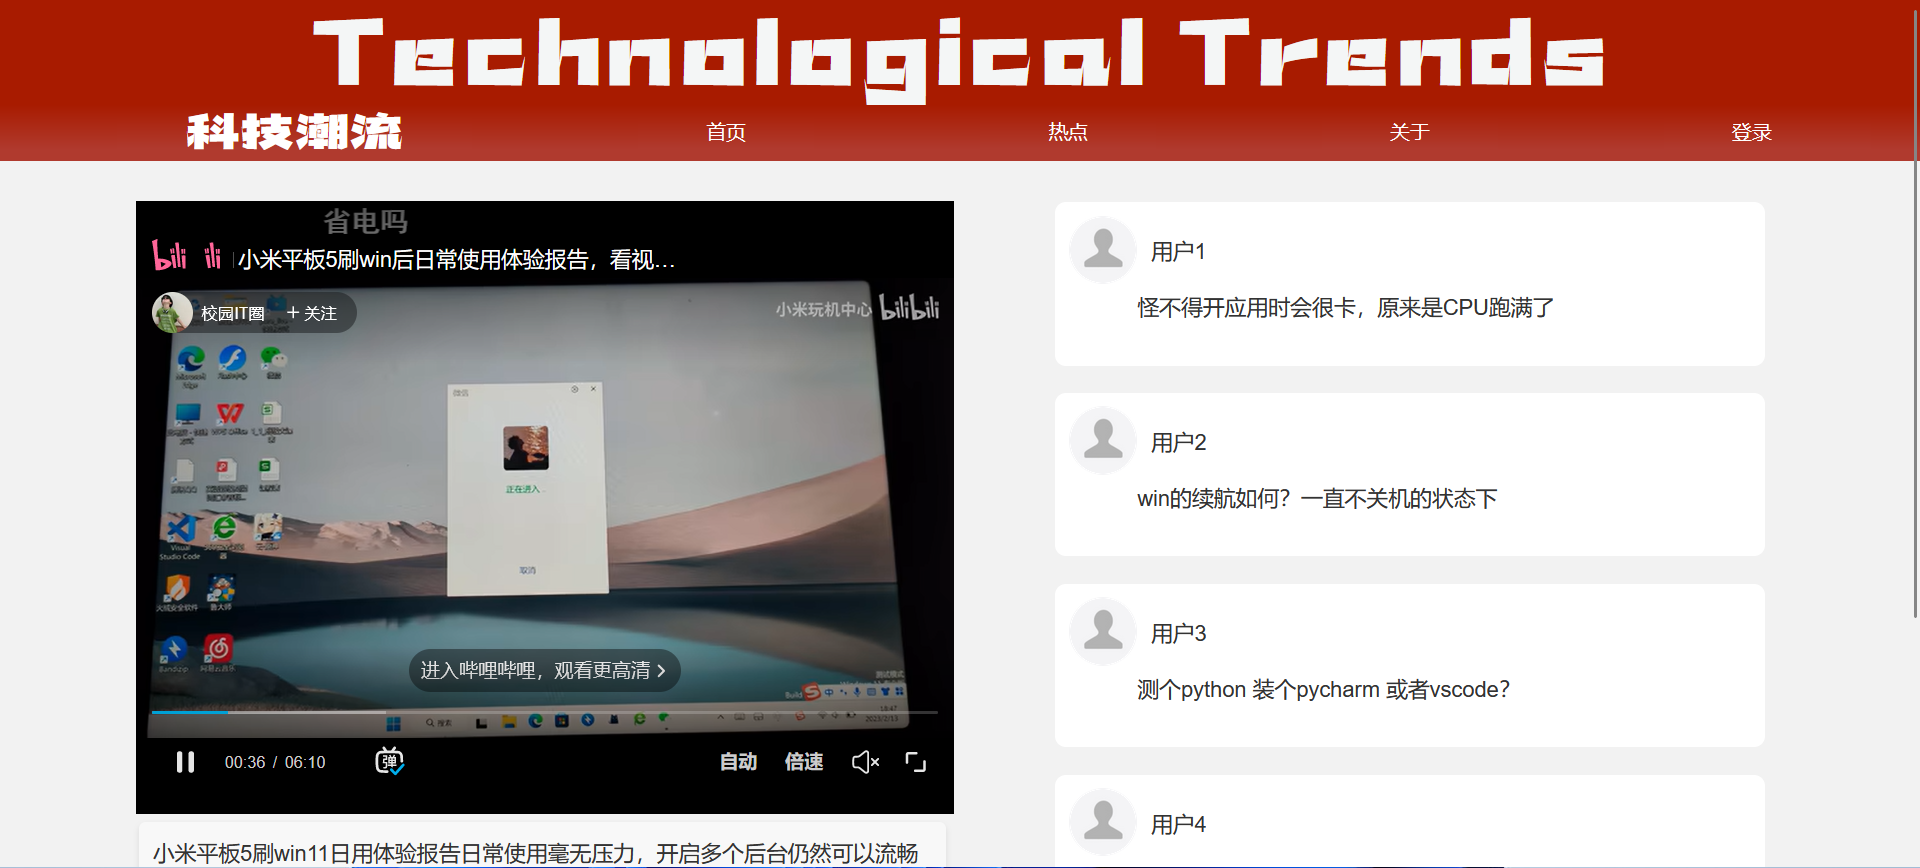 Technological Trends
科技潮流
首页
热点
关于
登录
省电吗
bili ili
小米平板5刷win后日常使用体验报告，看视...
校园IT圈
+ 关注
小米玩机中心 bilibili
正在进入
取消
进入哔哩哔哩，观看更高清 >
00:36 / 06:10
弹
自动
倍速
小米平板5刷win11日用体验报告日常使用毫无压力，开启多个后台仍然可以流畅
用户1
怪不得开应用时会很卡，原来是CPU跑满了
用户2
win的续航如何？一直不关机的状态下
用户3
测个python 装个pycharm 或者vscode？
用户4